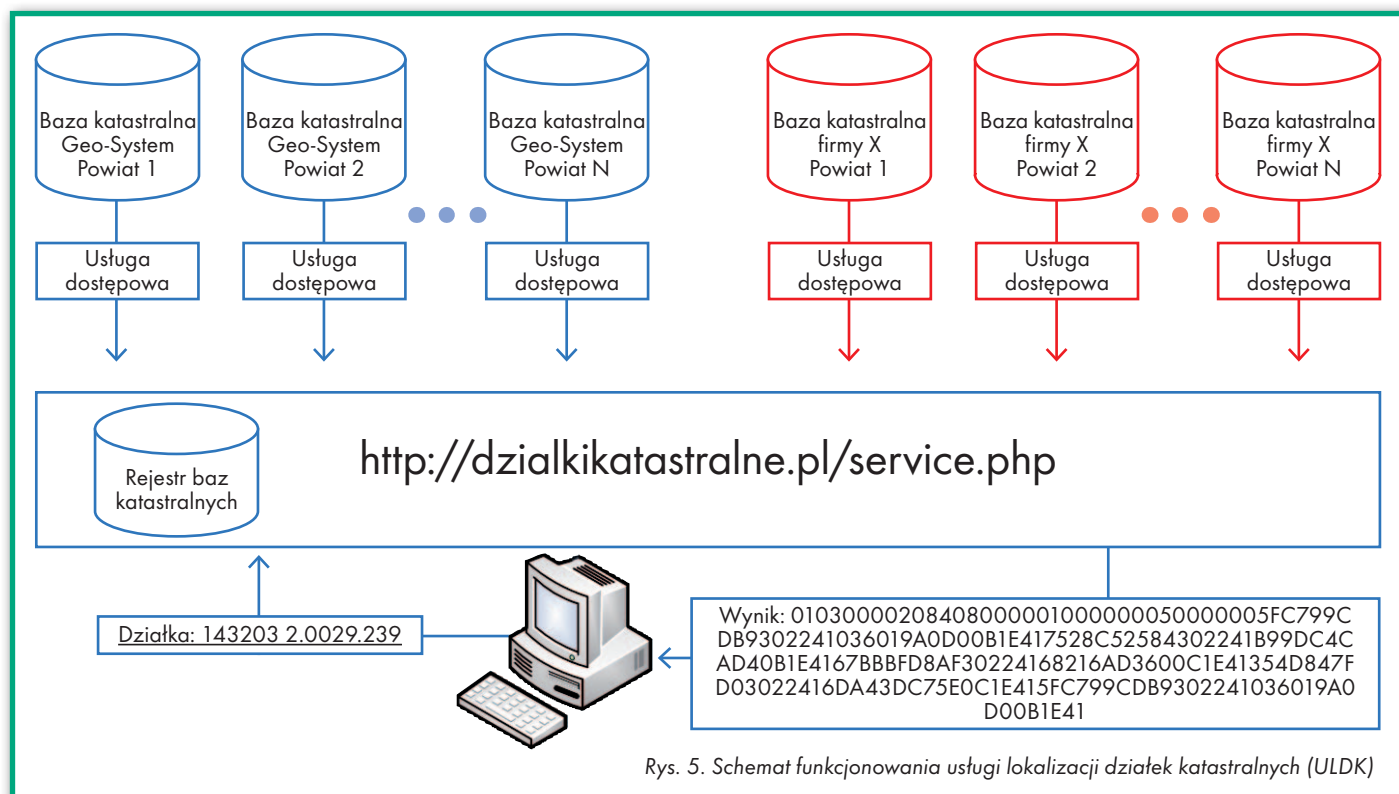 Baza katastralna
Geo-System
Powiat 1
Baza katastralna
Geo-System
Powiat 2
Baza katastralna
Geo-System
Powiat N
Baza katastralna
firmy X
Powiat 1
Baza katastralna
firmy X
Powiat 2
Baza katastralna
firmy X
Powiat N
Usługa
dostępowa
Usługa
dostępowa
Usługa
dostępowa
Usługa
dostępowa
Usługa
dostępowa
Usługa
dostępowa
Rejestr baz
katastralnych
http://dzialkikatastralne.pl/service.php
Działka: 143203 2.0029.239
Wynik: 01030000208408000001000000050000005FC799C
DB9302241036019A0D00B1E417528C52584302241B99DC4C
AD40B1E4167BBBFD8AF30224168216AD3600C1E41354D847F
D03022416DA43DC75E0C1E415FC799CDB9302241036019A0
D00B1E41
Rys. 5. Schemat funkcjonowania usługi lokalizacji działek katastralnych (ULDK)